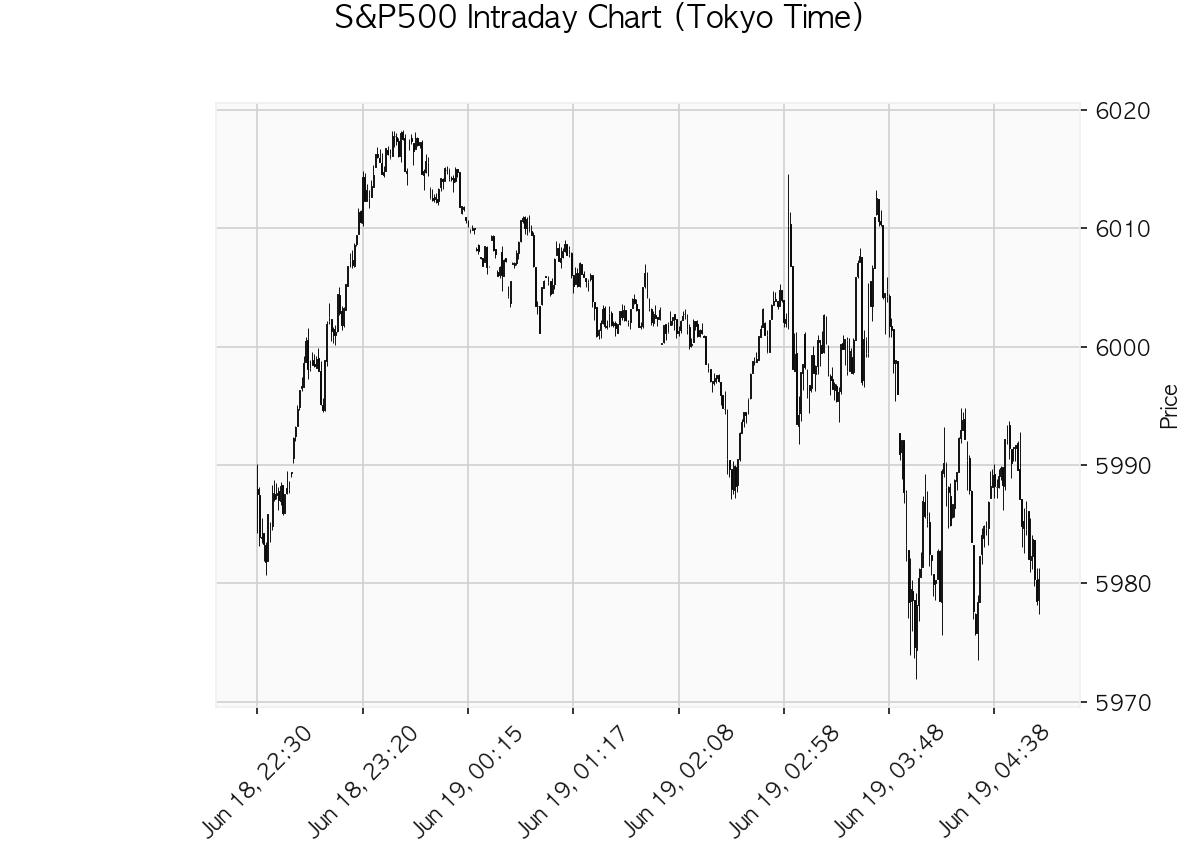 S&P500 Intraday Chart (Tokyo Time)
6020
6010
6000
5990
5980
5970
Price
Jun 18, 22:30
Jun 18, 23:20
Jun 19, 00:15
Jun 19, 01:17
Jun 19, 02:08
Jun 19, 02:58
Jun 19, 03:48
Jun 19, 04:38